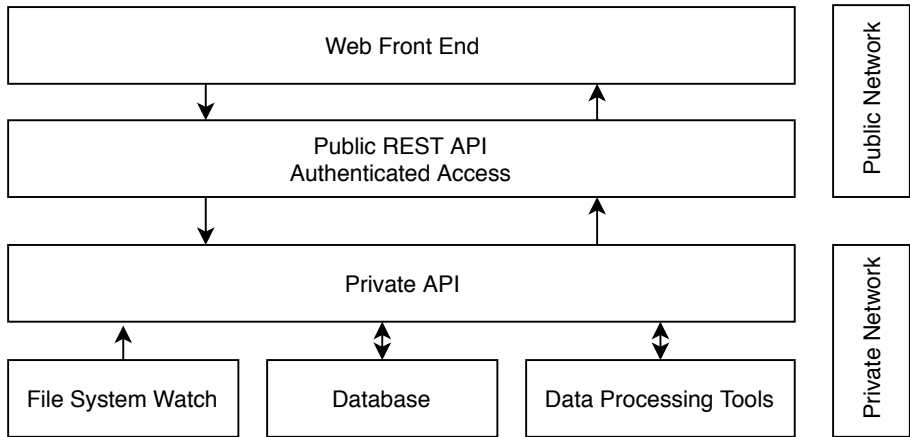 Web Front End
Public REST API
Authenticated Access
Private API
File System Watch
Database
Data Processing Tools
Public Network
Private Network